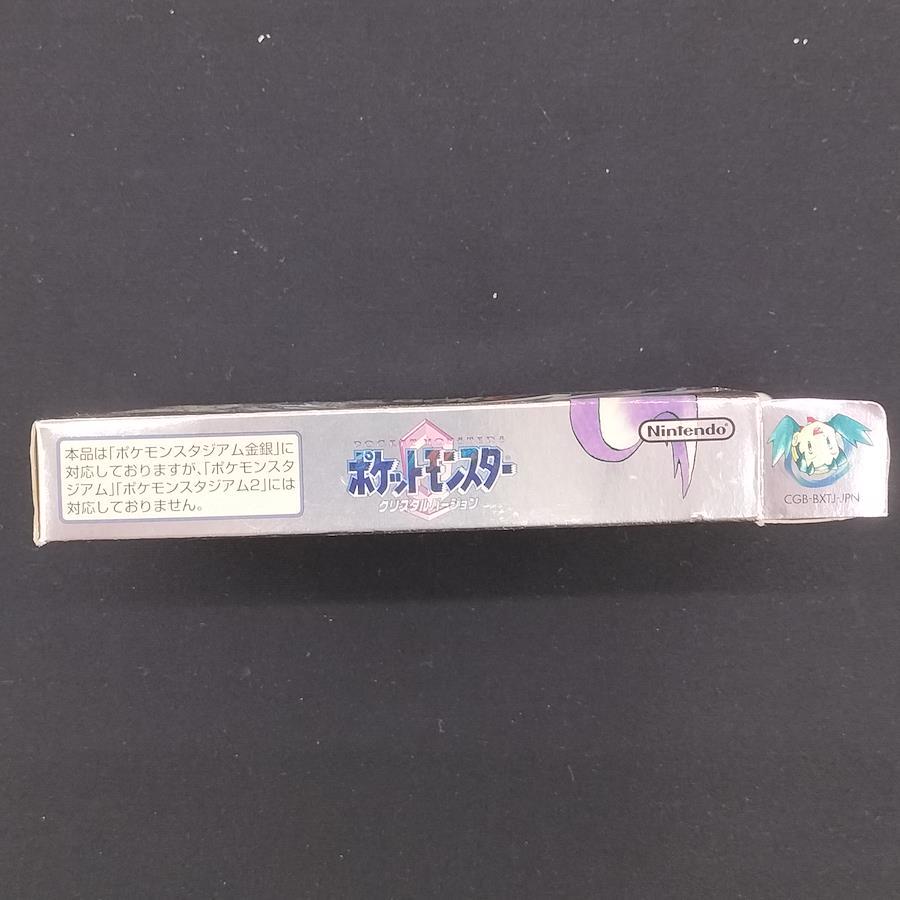 本品は「ポケモンスタジアム金銀」に
対応しておりますが、「ポケモンスタ
ジアム」「ポケモンスタジアム2」には
対応しておりません。
POCKET MONSTERS
ポケットモンスター
クリスタルバージョン
Nintendo
CGB-BXTJ-JPN